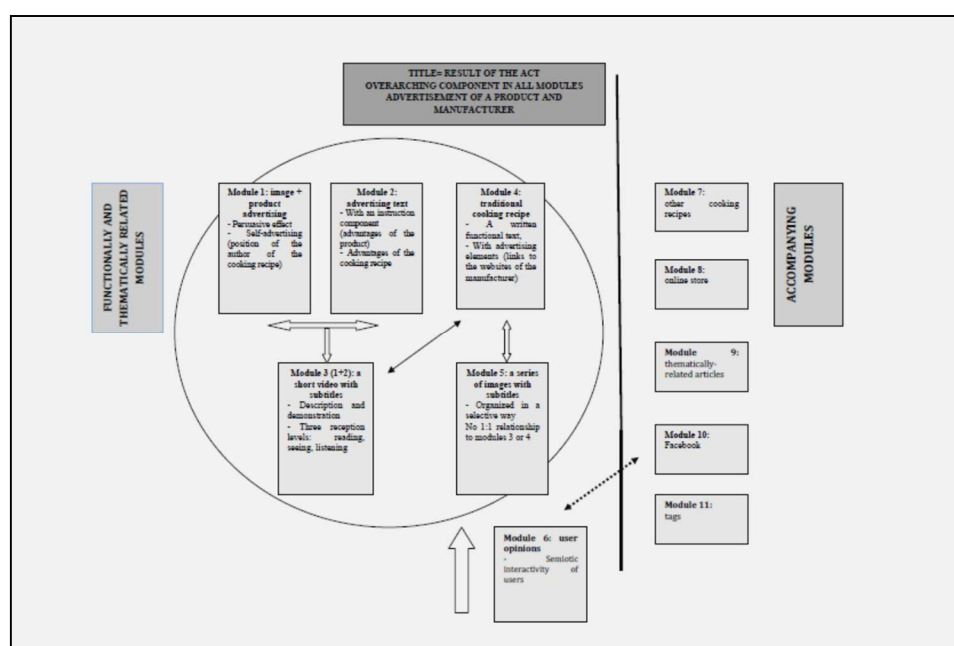 TITLE= RESULT OF THE ACT
OVERARCHING COMPONENT IN ALL MODULES
ADVERTISEMENT OF A PRODUCT AND
MANUFACTURER
FUNCTIONALLY AND
THEMATICALLY RELATED
MODULES
Module 1: image +
product
advertising
- Persuasive effect
- Self-advertising
(position of the
author of the
cooking recipe)
Module 2:
advertising text
- With an instruction
component
(advantages of the
product)
- Advantages of the
cooking recipe
Module 4:
traditional
cooking recipe
- A written
functional text,
- With advertising
elements (links to
the websites of the
manufacturer)
Module 3 (1+2): a
short video with
subtitles
- Description and
demonstration
- Three reception
levels: reading,
seeing, listening
Module 5: a series
of images with
subtitles
- Organized in a
selective way
No 1:1 relationship
to modules 3 or 4
Module 6: user
opinions
- Semiotic
interactivity of
users
Module 7:
other cooking
recipes
Module 8:
online store
Module 9:
thematically-
related articles
Module 10:
Facebook
Module 11:
tags
ACCOMPANYING
MODULES